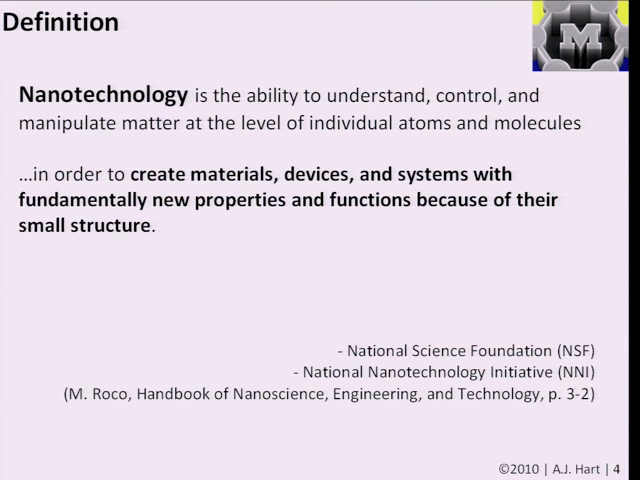 Definition
M
Nanotechnology is the ability to understand, control, and
manipulate matter at the level of individual atoms and molecules
...in order to create materials, devices, and systems with
fundamentally new properties and functions because of their
small structure.
- National Science Foundation (NSF)
- National Nanotechnology Initiative (NNI)
(M. Roco, Handbook of Nanoscience, Engineering, and Technology, p. 3-2)
©2010 | A.J. Hart | 4